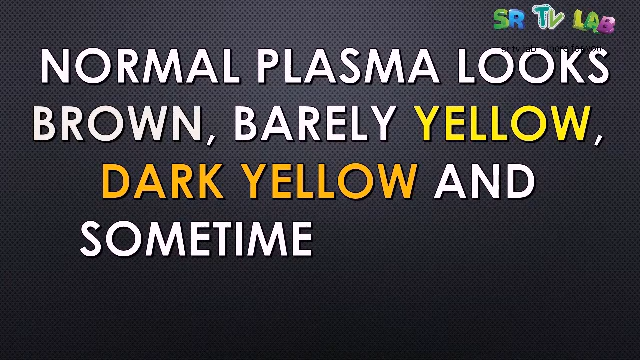 SR TV LAB
NORMAL PLASMA LOOKS
BROWN, BARELY YELLOW,
DARK YELLOW AND
SOMETIME